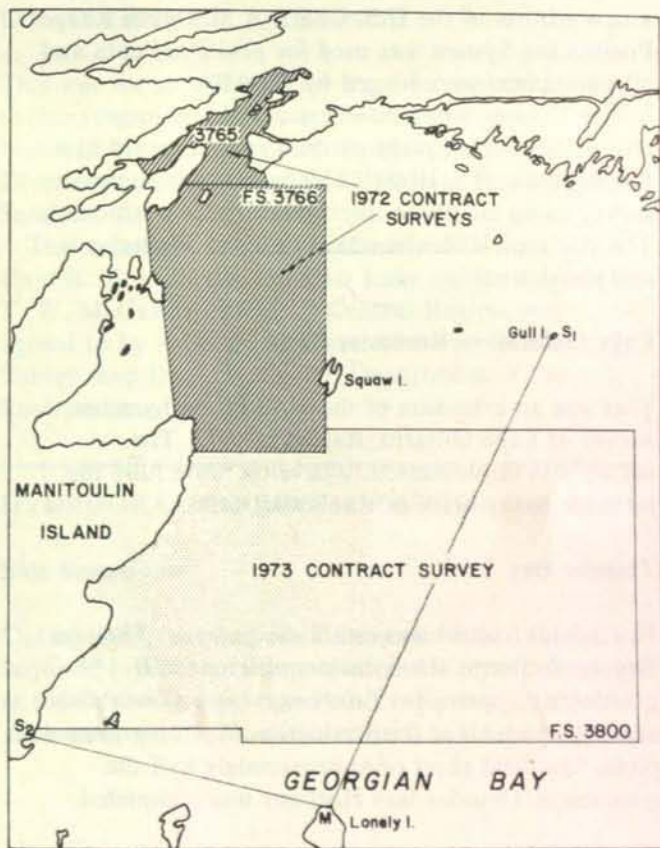 3765
F.S. 3766
1972 CONTRACT
SURVEYS
Gull I.
S1
Squaw I.
MANITOULIN
ISLAND
1973 CONTRACT SURVEY
S2
F.S. 3800
GEORGIAN BAY
M
Lonely I.